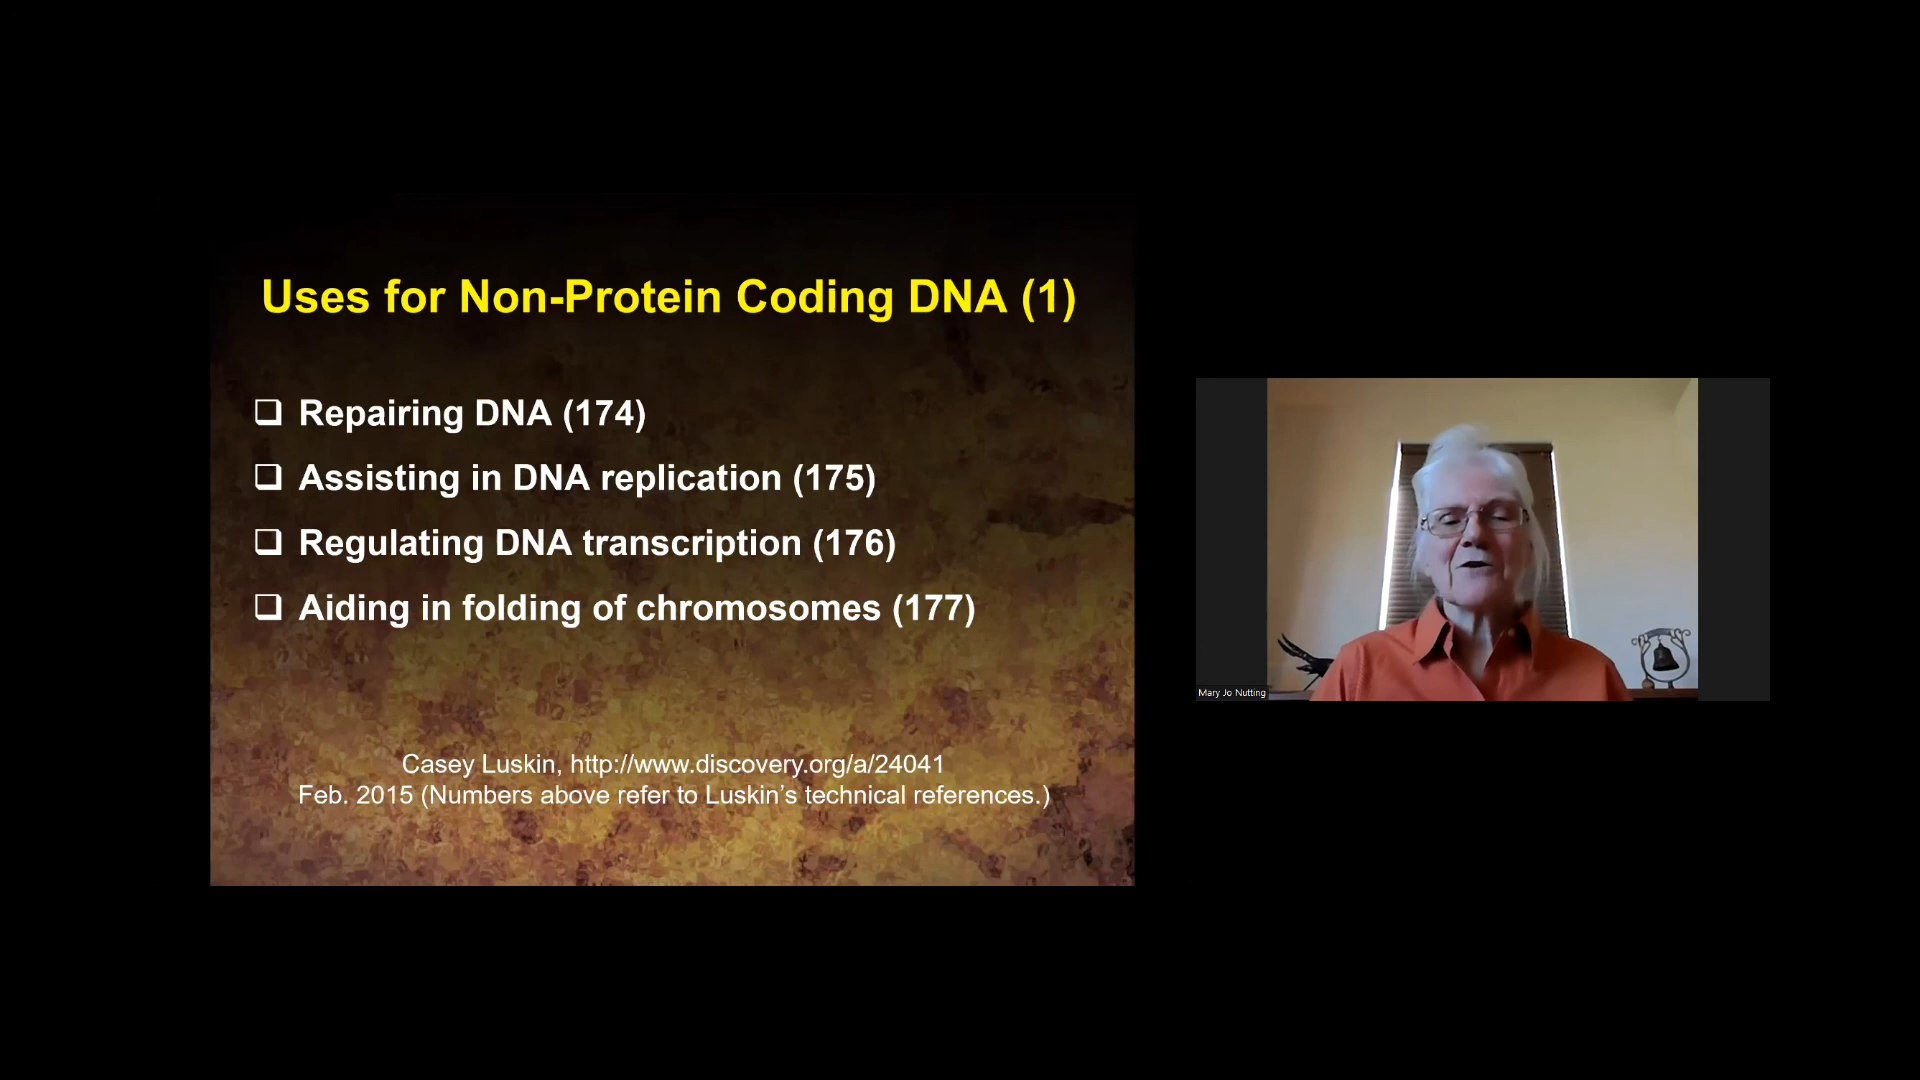 Uses for Non-Protein Coding DNA (1)
Repairing DNA (174)
Assisting in DNA replication (175)
Regulating DNA transcription (176)
Aiding in folding of chromosomes (177)
Casey Luskin, http://www.discovery.org/a/24041
Feb. 2015 (Numbers above refer to Luskin’s technical references.)
Mary Jo Nutting